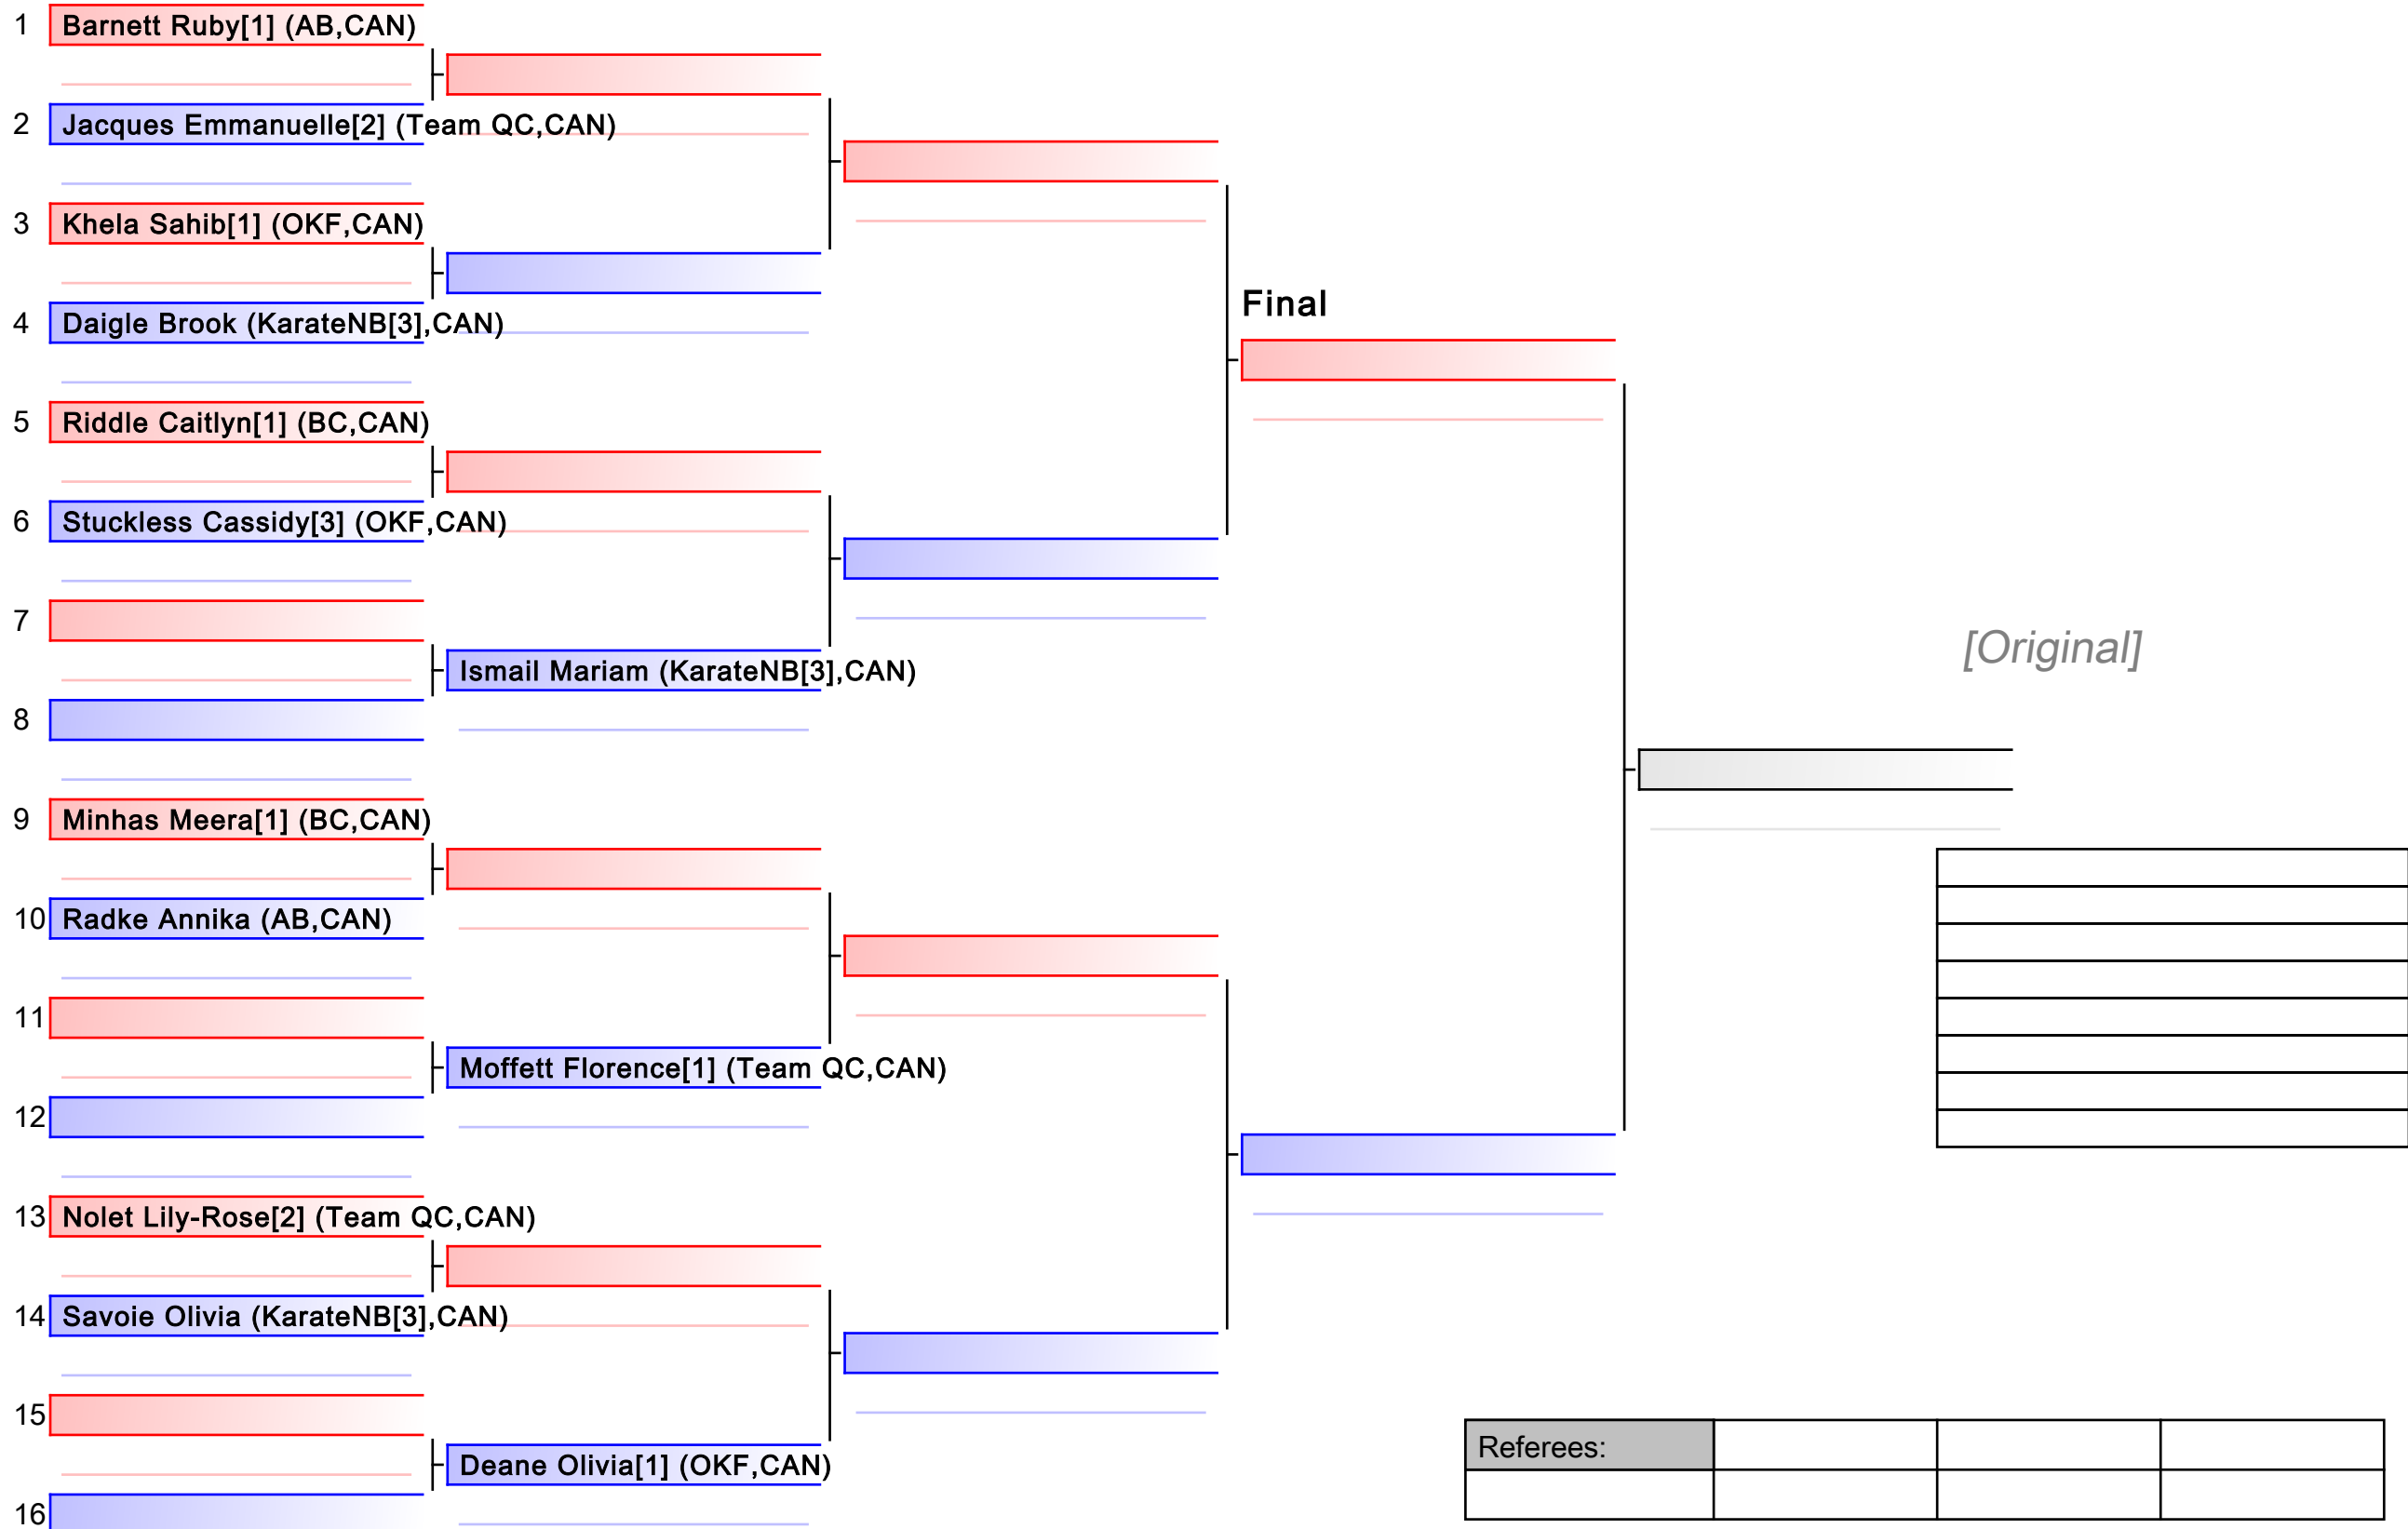 1 Barnett Ruby[1] (AB,CAN)
2 Jacques Emmanuelle[2] (Team QC,CAN)
3 Khela Sahib[1] (OKF,CAN)
4 Daigle Brook (KarateNB[3],CAN)
Final
5 Riddle Caitlyn[1] (BC,CAN)
6 Stuckless Cassidy[3] (OKF,CAN)
7
[Original]
Ismail Mariam (KarateNB[3],CAN)
8
9 Minhas Meera[1] (BC,CAN)
10 Radke Annika (AB,CAN)
11
Moffett Florence[1] (Team QC,CAN)
12
13 Nolet Lily-Rose[2] (Team QC,CAN)
14 Savoie Olivia (KarateNB[3],CAN)
15
Referees:
Deane Olivia[1] (OKF,CAN)
16